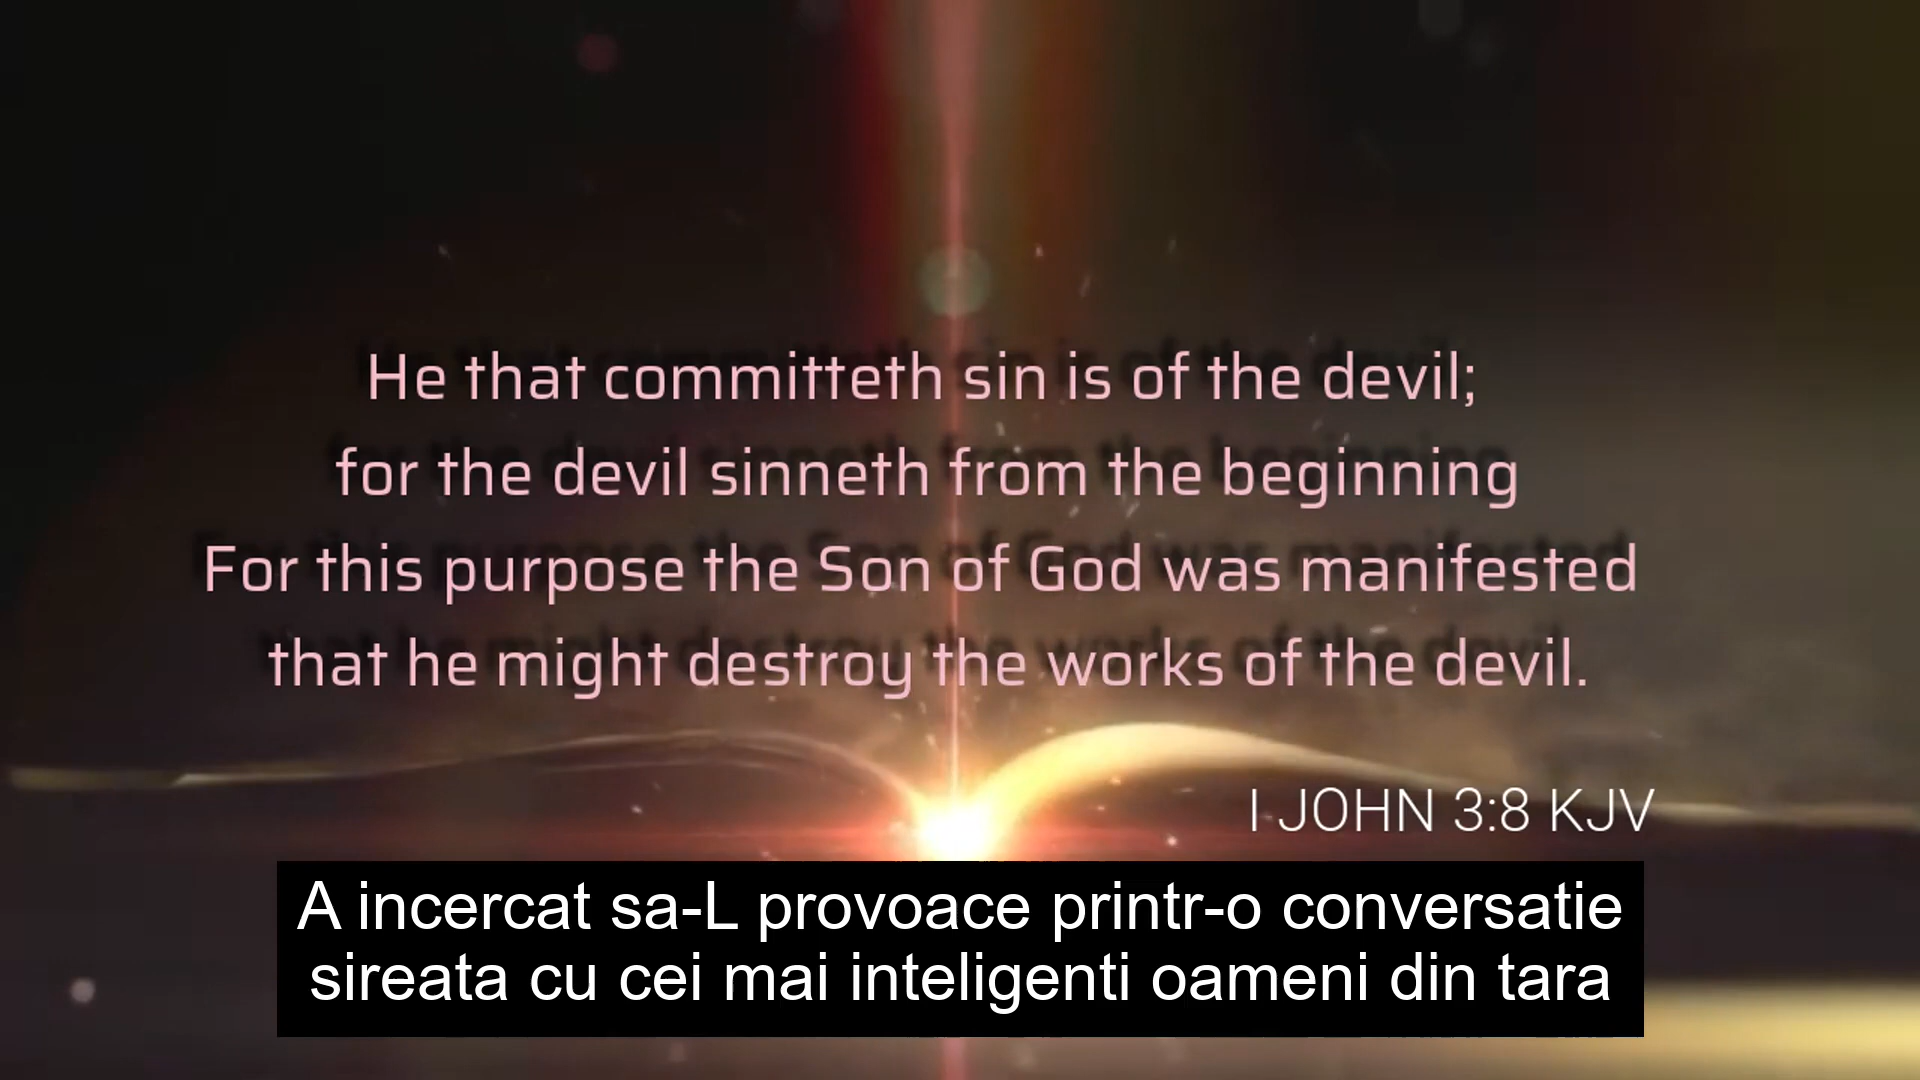 He that committeth sin is of the devil;
for the devil sinneth from the beginning
For this purpose the Son of God was manifested
that he might destroy the works of the devil.
I JOHN 3:8 KJV
A incercat sa-L provoace printr-o conversatie
sireata cu cei mai inteligenti oameni din tara